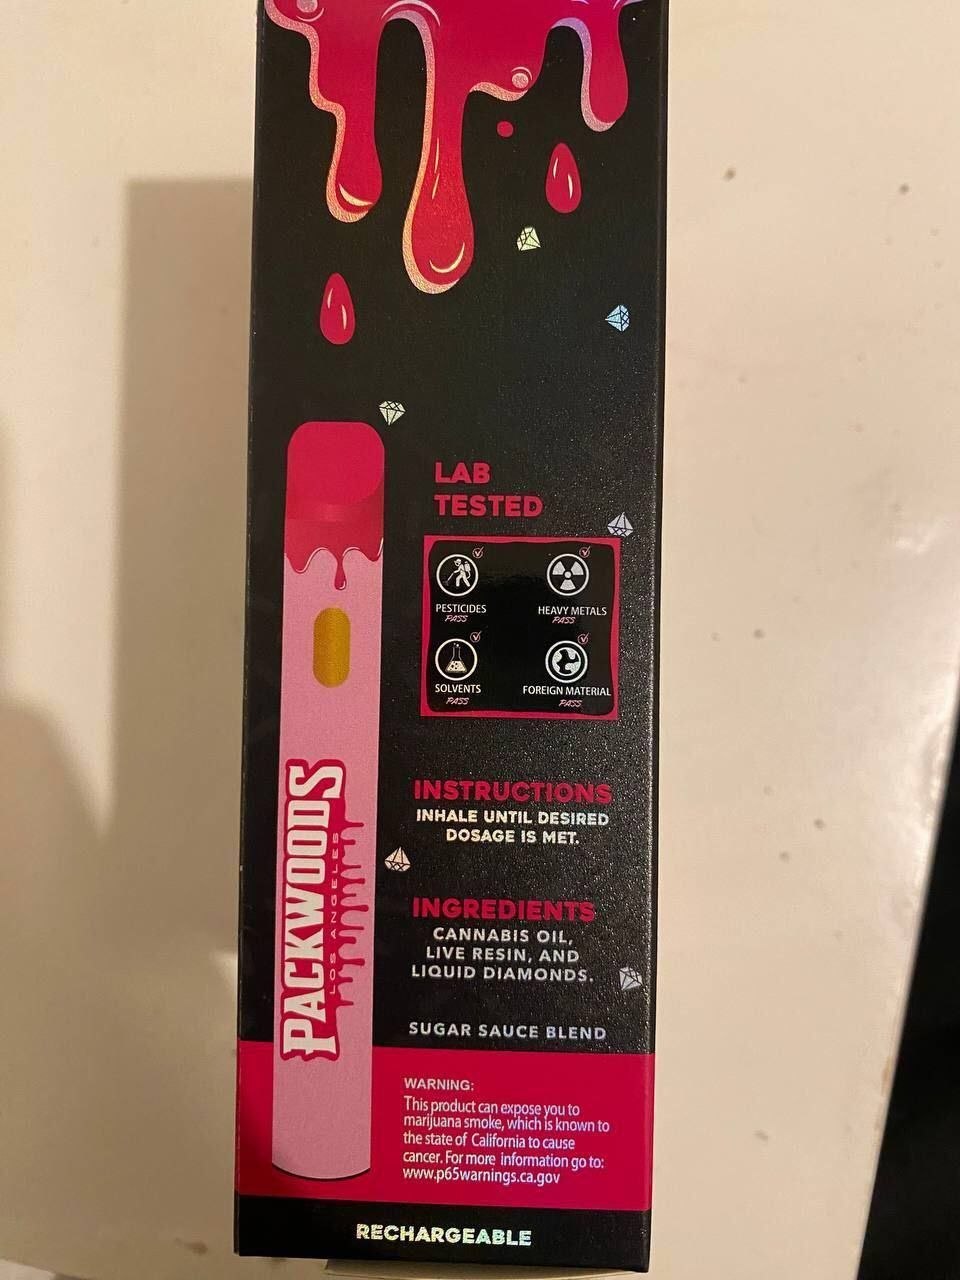 LAB
TESTED
PESTICIDES
PASS
HEAVY METALS
PASS
SOLVENTS
PASS
FOREIGN MATERIAL
PASS
PACKWOODS
LOS ANGELES
INSTRUCTIONS
INHALE UNTIL DESIRED
DOSAGE IS MET.
INGREDIENTS
CANNABIS OIL,
LIVE RESIN, AND
LIQUID DIAMONDS.
SUGAR SAUCE BLEND
WARNING:
This product can expose you to
marijuana smoke, which is known to
the state of California to cause
cancer. For more information go to:
www.p65warnings.ca.gov
RECHARGEABLE